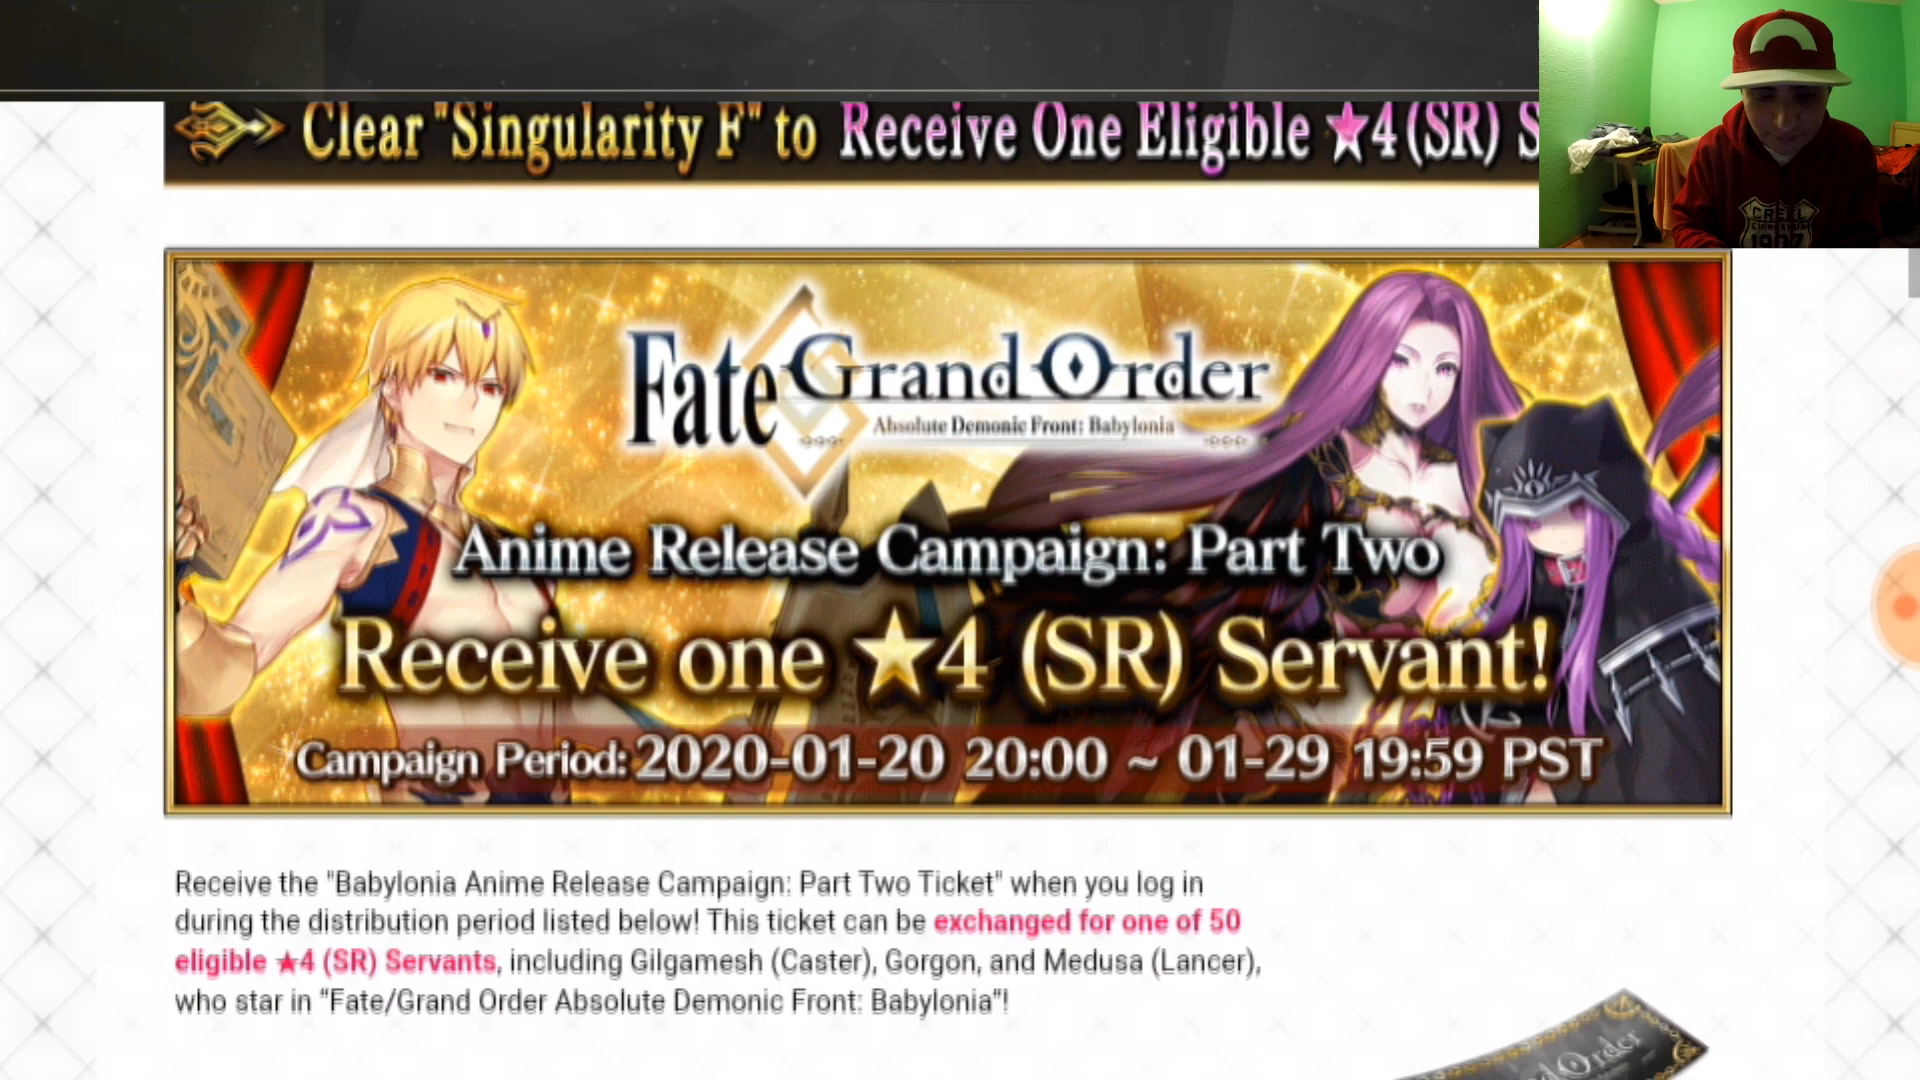 Clear "Singularity F" to Receive One Eligible ★4 (SR) S
Fate Grand Order
Absolute Demonic Front: Babylonia
Anime Release Campaign: Part Two
Receive one ★4 (SR) Servant!
Campaign Period: 2020-01-20 20:00 ~ 01-29 19:59 PST
Receive the "Babylonia Anime Release Campaign: Part Two Ticket" when you log in
during the distribution period listed below! This ticket can be exchanged for one of 50
eligible ★4 (SR) Servants, including Gilgamesh (Caster), Gorgon, and Medusa (Lancer),
who star in "Fate/Grand Order Absolute Demonic Front: Babylonia"!
nd Order
CREEL